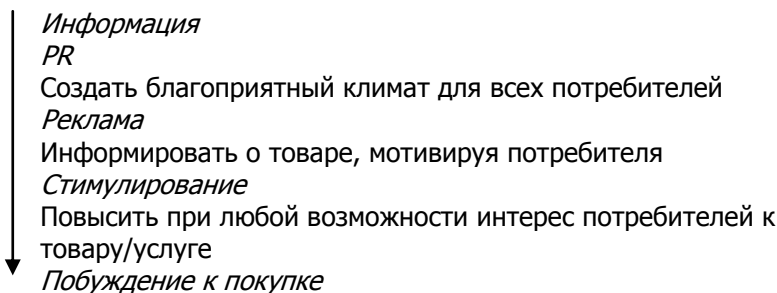 Информация
PR
Создать благоприятный климат для всех потребителей
Реклама
Информировать о товаре, мотивируя потребителя
Стимулирование
Повысить при любой возможности интерес потребителей к
товару/услуге
Побуждение к покупке